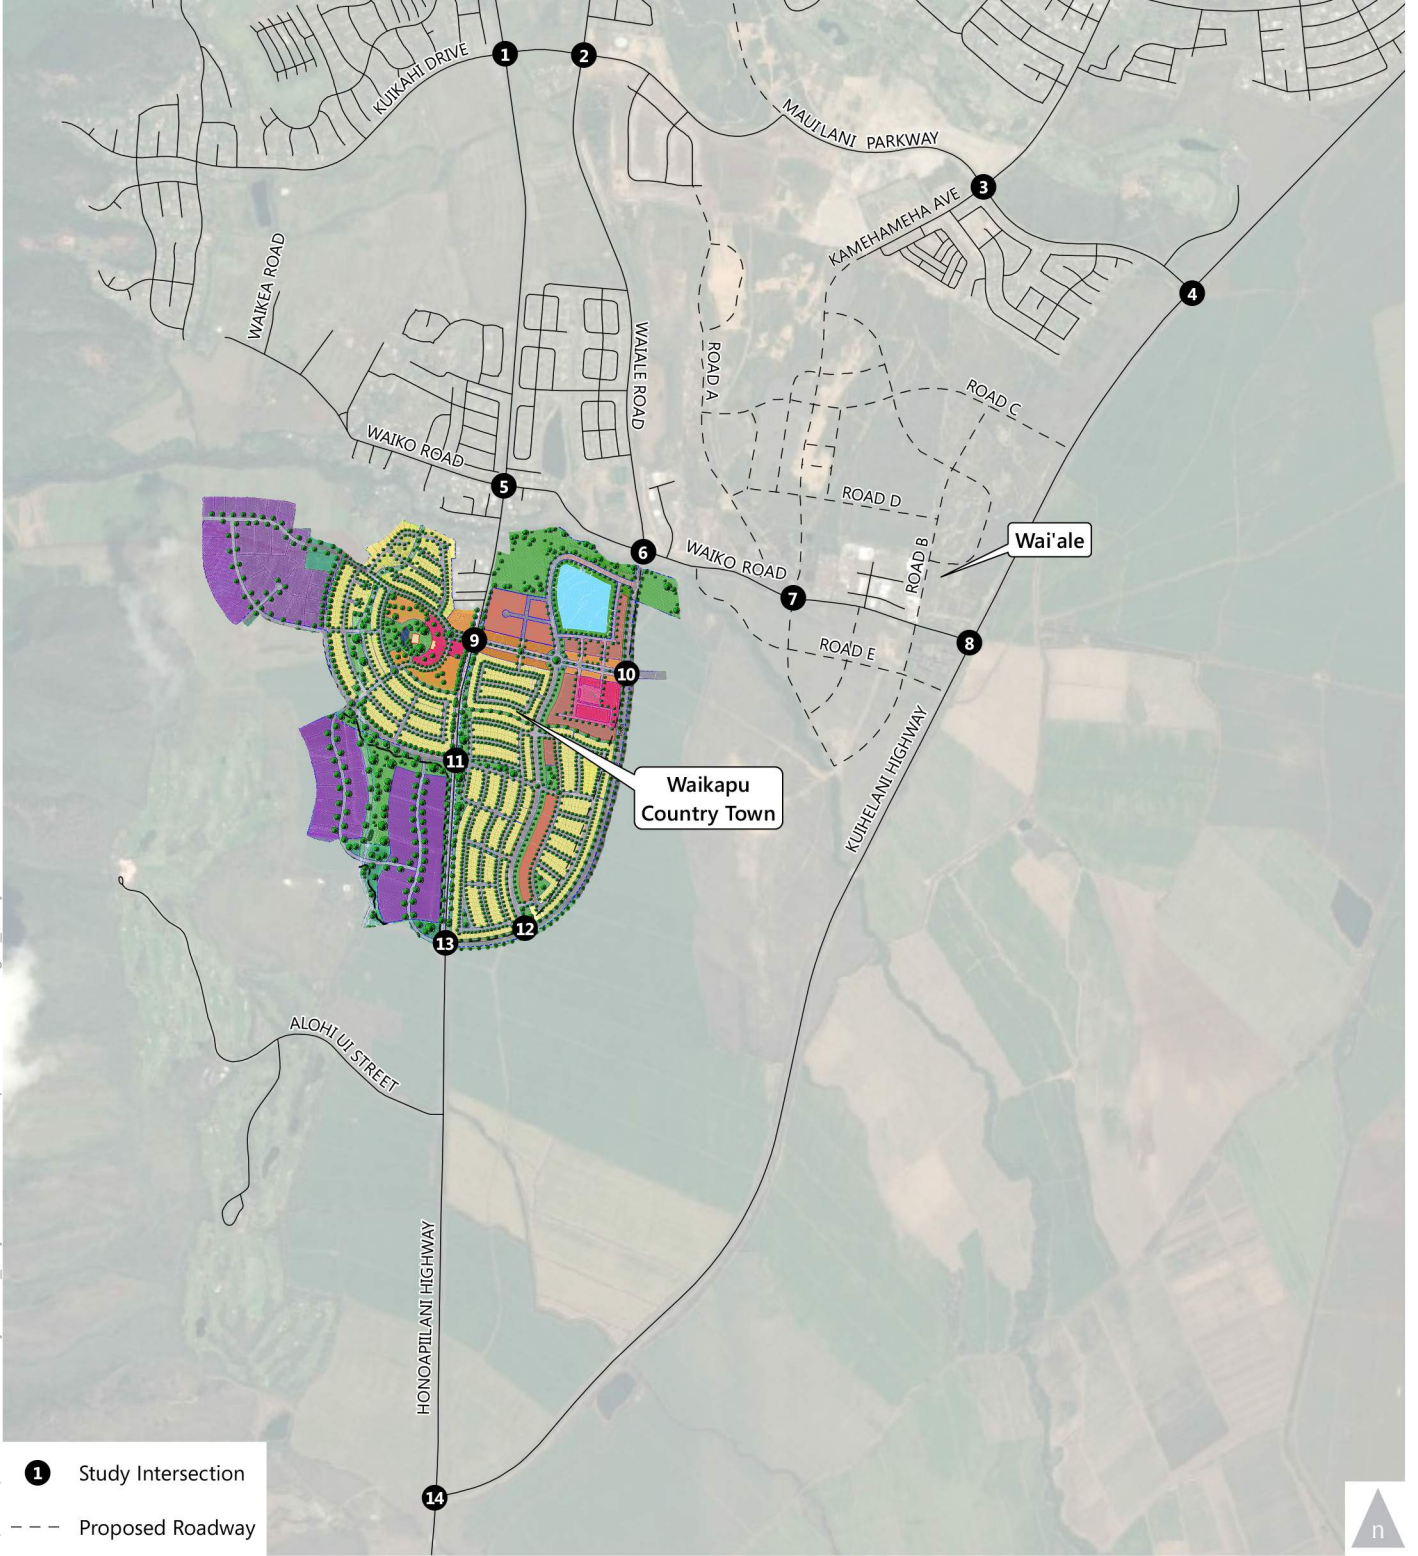 1
2
KUIKAHI DRIVE
MAUI LANI PARKWAY
3
KAMEHAMEHA AVE
4
WAIKEA ROAD
WAIALE ROAD
ROAD A
ROAD C
WAIKO ROAD
5
ROAD D
Wai'ale
6
WAIKO ROAD
ROAD B
7
9
8
ROAD E
10
11
Waikapu
Country Town
KUIHELANI HIGHWAY
12
13
ALOHI UI STREET
HONOAPIILANI HIGHWAY
14
1 Study Intersection
Proposed Roadway
n